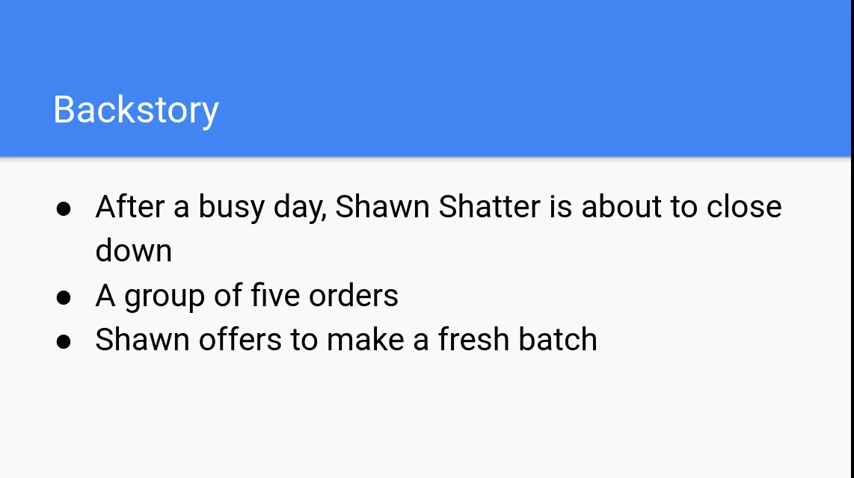 Backstory
● After a busy day, Shawn Shatter is about to close
down
● A group of five orders
● Shawn offers to make a fresh batch